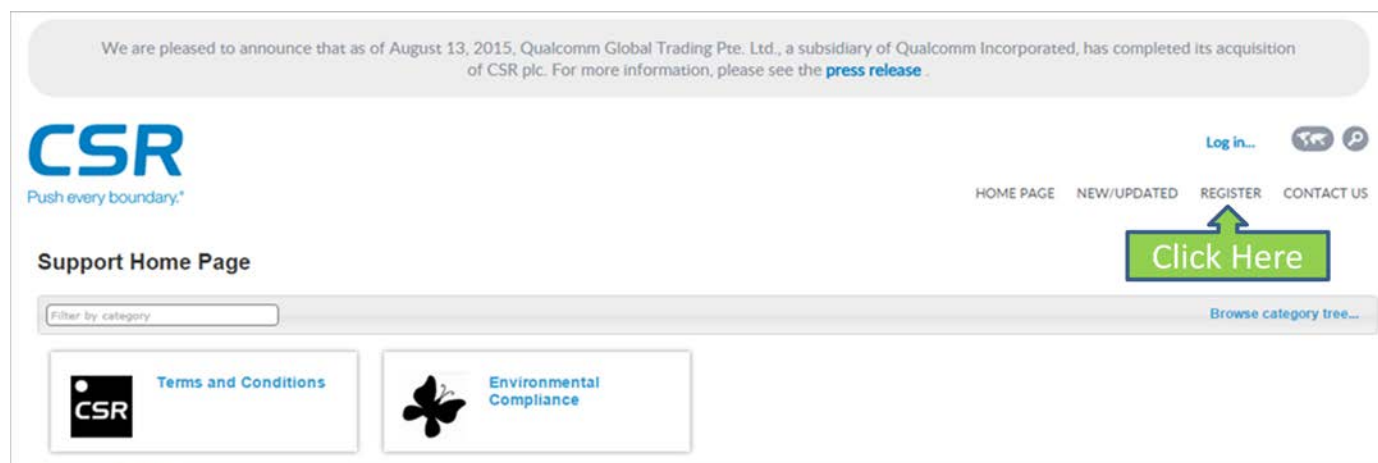 We are pleased to announce that as of August 13, 2015, Qualcomm Global Trading Pte. Ltd., a subsidiary of Qualcomm Incorporated, has completed its acquisition
of CSR plc. For more information, please see the press release .
CSR
Push every boundary.®
Log in...
HOME PAGE NEW/UPDATED REGISTER CONTACT US
Click Here
Support Home Page
Filter by category
Browse category tree...
CSR
Terms and Conditions
Environmental
Compliance